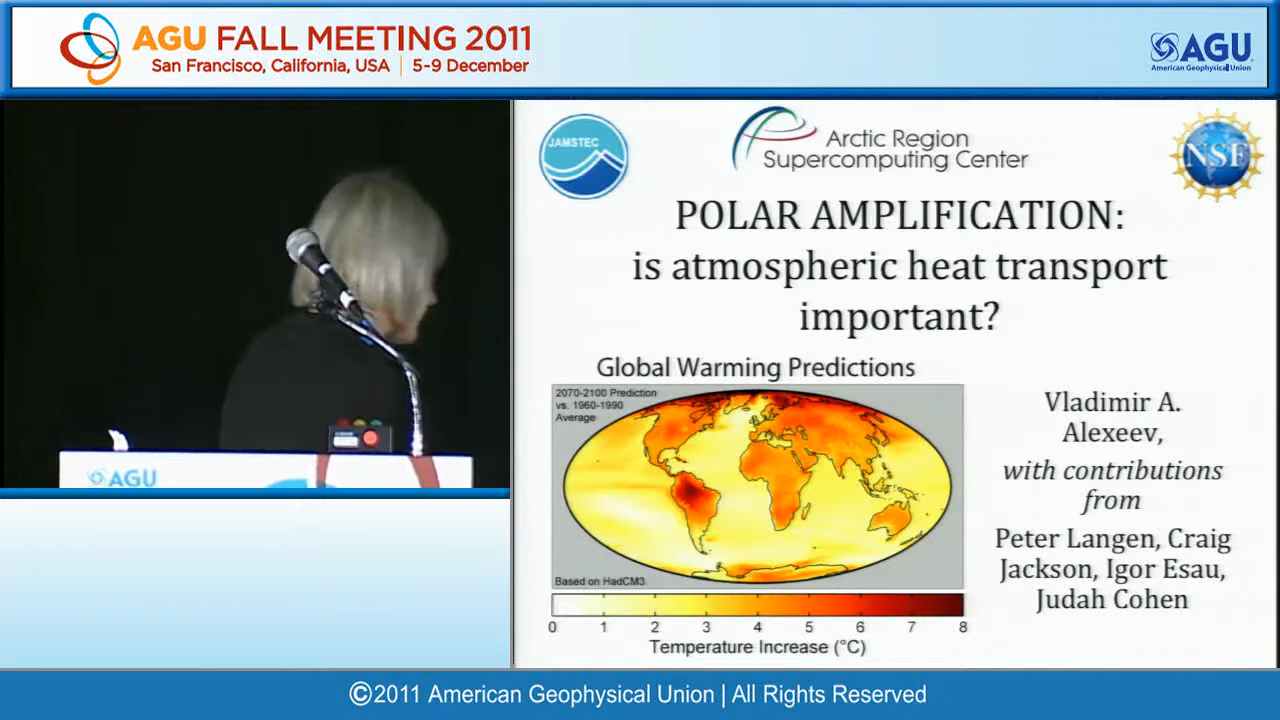 AGU FALL MEETING 2011
San Francisco, California, USA | 5-9 December
AGU
American Geophysical Union
JAMSTEC
Arctic Region
Supercomputing Center
NSF
POLAR AMPLIFICATION:
is atmospheric heat transport
important?
Global Warming Predictions
2070-2100 Prediction
vs. 1960-1990
Average
Based on HadCM3
0 1 2 3 4 5 6 7 8
Temperature Increase (°C)
Vladimir A.
Alexeev,
with contributions
from
Peter Langen, Craig
Jackson, Igor Esau,
Judah Cohen
AGU
©2011 American Geophysical Union | All Rights Reserved